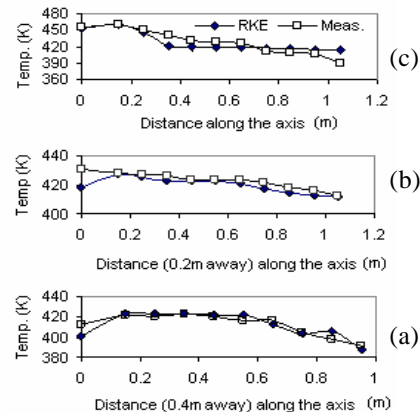 RKE Meas.
Temp. (K)
480
450
420
390
360
0 0.2 0.4 0.6 0.8 1 1.2
Distance along the axis (m)
(c)
Temp (K)
440
420
400
0 0.2 0.4 0.6 0.8 1 1.2
Distance (0.2m away) along the axis (m)
(b)
Temp. (K)
440
420
400
380
0 0.2 0.4 0.6 0.8 1
Distance (0.4m away) along the axis (m)
(a)